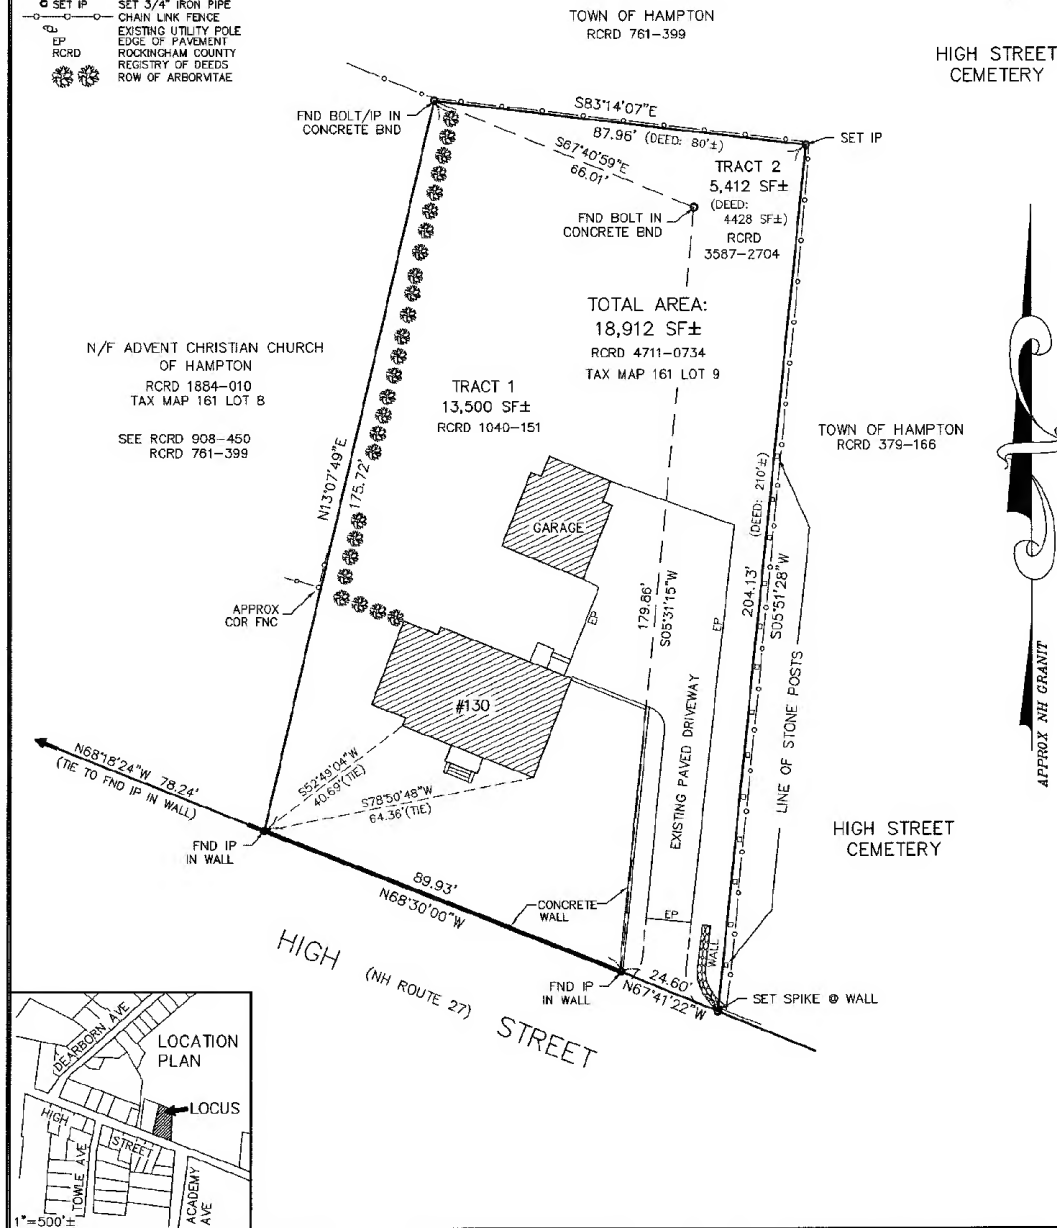 SET IP SET 3/4" IRON PIPE
CHAIN LINK FENCE
EXISTING UTILITY POLE
EP EDGE OF PAVEMENT
RCRD ROCKINGHAM COUNTY
REGISTRY OF DEEDS
ROW OF ARBORVITAE
TOWN OF HAMPTON
RCRD 761-399
HIGH STREET
CEMETERY
FND BOLT/IP IN
CONCRETE BND
S83°14'07"E
87.96' (DEED: 80'±)
SET IP
S67°40'59"E
66.01'
TRACT 2
5,412 SF±
(DEED:
4428 SF±)
RCRD
3587-2704
FND BOLT IN
CONCRETE BND
TOTAL AREA:
18,912 SF±
RCRD 4711-0734
TAX MAP 161 LOT 9
N/F ADVENT CHRISTIAN CHURCH
OF HAMPTON
RCRD 1884-010
TAX MAP 161 LOT 8
SEE RCRD 908-450
RCRD 761-399
TRACT 1
13,500 SF±
RCRD 1040-151
TOWN OF HAMPTON
RCRD 379-166
N13°07'49"E
175.72'
GARAGE
(DEED: 210'±)
204.13'
S05°51'28"W
179.86'
S05°31'15"W
EP
EP
APPROX
COR FNC
#130
EXISTING PAVED DRIVEWAY
LINE OF STONE POSTS
APPROX NH GRANIT
N68°18'24"W 78.24'
(TIE TO FND IP IN WALL)
S52°49'04"W
40.69'(TIE)
S78°50'48"W
64.36'(TIE)
FND IP
IN WALL
HIGH STREET
CEMETERY
89.93'
N68°30'00"W
CONCRETE
WALL
EP
WALL
HIGH (NH ROUTE 27) STREET
FND IP
IN WALL
24.60'
N67°41'22"W
SET SPIKE @ WALL
LOCATION
PLAN
DEARBORN AVE
LOCUS
HIGH
STREET
TOWLE AVE
ACADEMY
AVE
1"=500'±